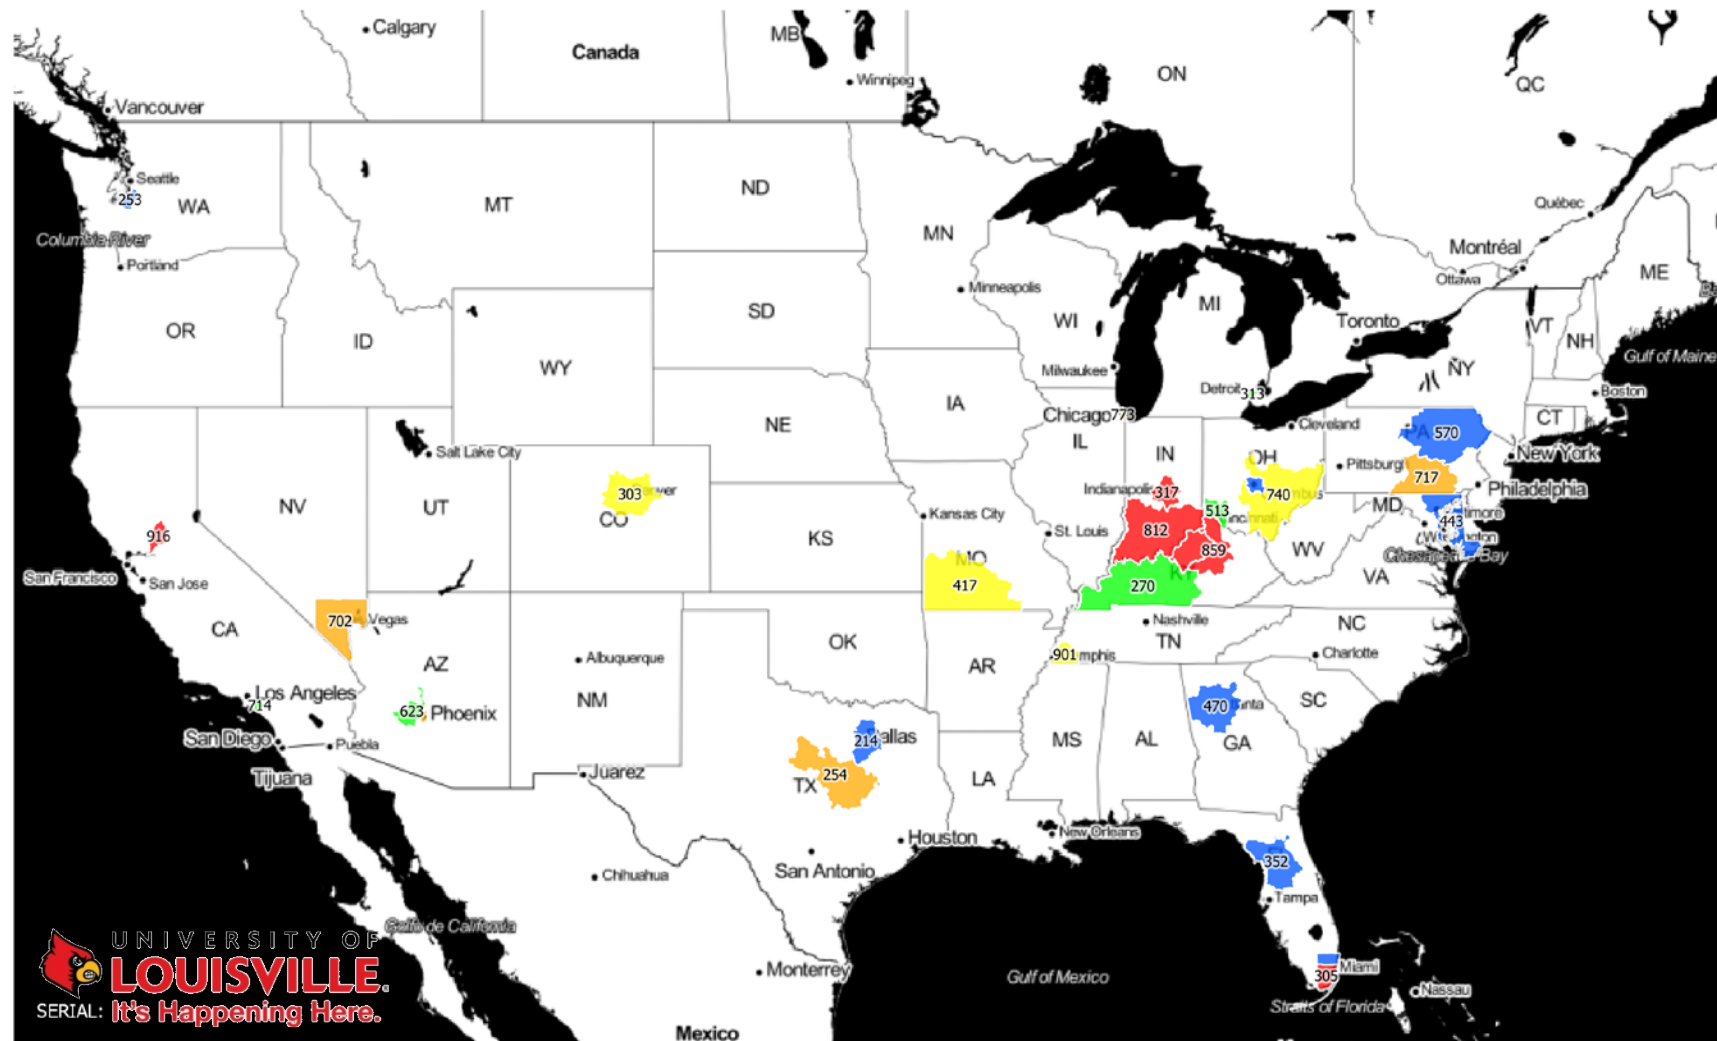 Calgary
Canada
MB
Winnipeg
ON
QC
Vancouver
Seattle
253
WA
MT
ND
MN
Québec
Montréal
Ottawa
ME
Columbia River
Portland
Minneapolis
OR
ID
SD
WI
MI
Toronto
VT
NH
Gulf of Maine
WY
Milwaukee
NY
Detroit
313
Boston
IA
Chicago
773
CT
NE
Cleveland
PA
570
Salt Lake City
IL
IN
OH
Pittsburg
New York
303
Indianapolis
317
740
717
Philadelphia
NV
UT
CO
Kansas City
513
MD
timore
916
KS
St. Louis
812
443
WV
859
Chesapeake Bay
San Francisco
San Jose
MO
417
270
KY
VA
702
Vegas
Nashville
NC
CA
OK
TN
Charlotte
AZ
Albuquerque
AR
901
mphis
Los Angeles
714
623
Phoenix
NM
470
nta
SC
San Diego
Puebla
214
allas
MS
AL
GA
Tijuana
Juarez
254
TX
LA
Houston
New Orleans
San Antonio
352
Chihuahua
Tampa
Golfo de California
UNIVERSITY OF
LOUISVILLE.
SERIAL: It's Happening Here.
Monterrey
Gulf of Mexico
305
Miami
Nassau
Straits of Florida
Mexico